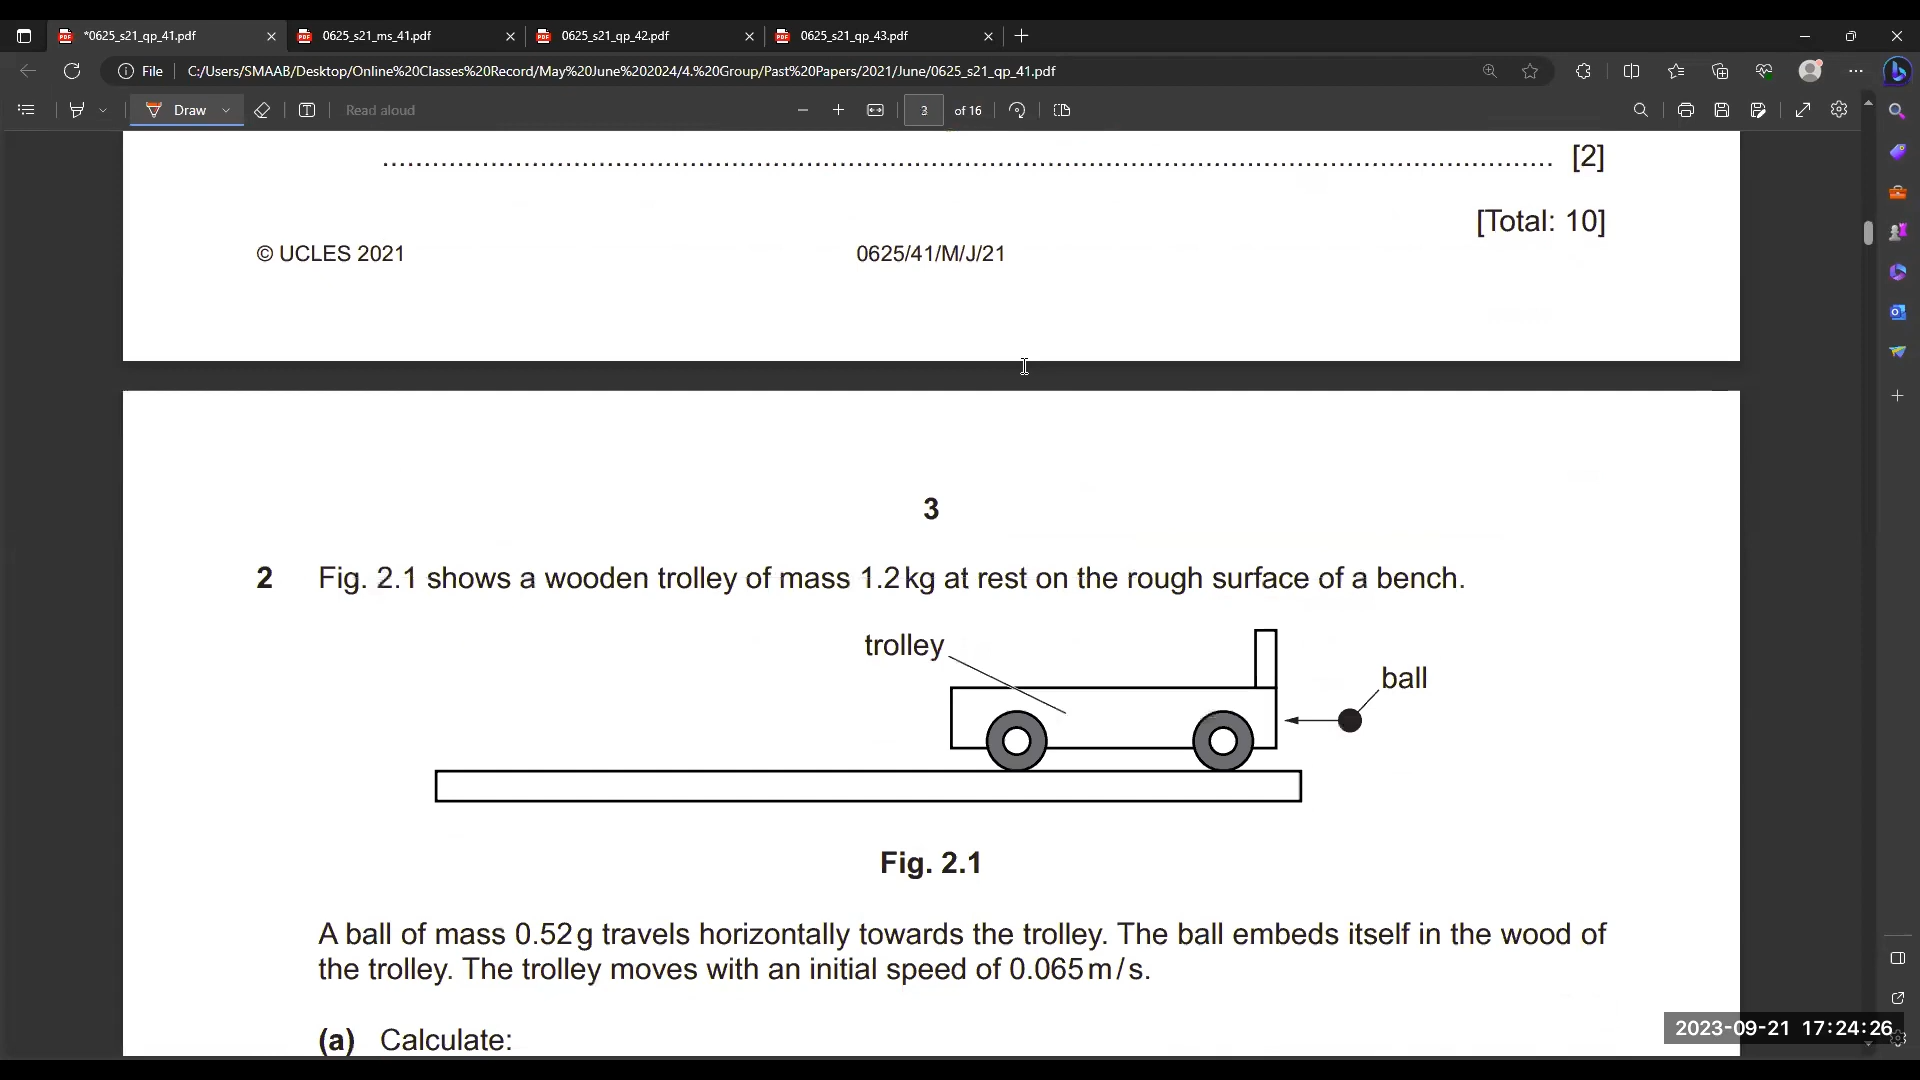 *0625_s21_qp_41.pdf
0625_s21_ms_41.pdf
0625_s21_qp_42.pdf
0625_s21_qp_43.pdf
File
C:/Users/SMAAB/Desktop/Online%20Classes%20Record/May%20June%202024/4.%20Group/Past%20Papers/2021/June/0625_s21_qp_41.pdf
Draw
Read aloud
3
of 16
[2]
[Total: 10]
© UCLES 2021
0625/41/M/J/21
3
2 Fig. 2.1 shows a wooden trolley of mass 1.2 kg at rest on the rough surface of a bench.
trolley
ball
Fig. 2.1
A ball of mass 0.52 g travels horizontally towards the trolley. The ball embeds itself in the wood of
the trolley. The trolley moves with an initial speed of 0.065 m / s.
(a) Calculate:
2023-09-21 17:24:26